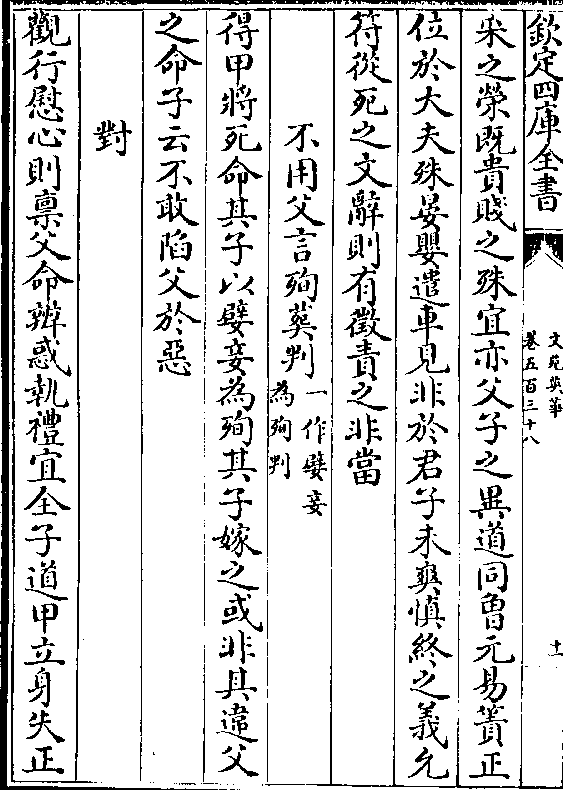 欽定四庫全書
文苑英華
卷五百三十八
十一
釆之榮既貴賤之殊宜亦父子之異道同魯元易簀正
位於大夫殊晏嬰遣車見非於君子未爽慎終之義允
符從死之文辭則有徵責之非當
不用父言殉葬判一作嬖妾為殉判
得甲將死命其子以嬖妾為殉其子嫁之或非其違父
之命子云不敢陷父於惡
對
觀行慰心則禀父命辨惑執禮宜全子道甲立身失正